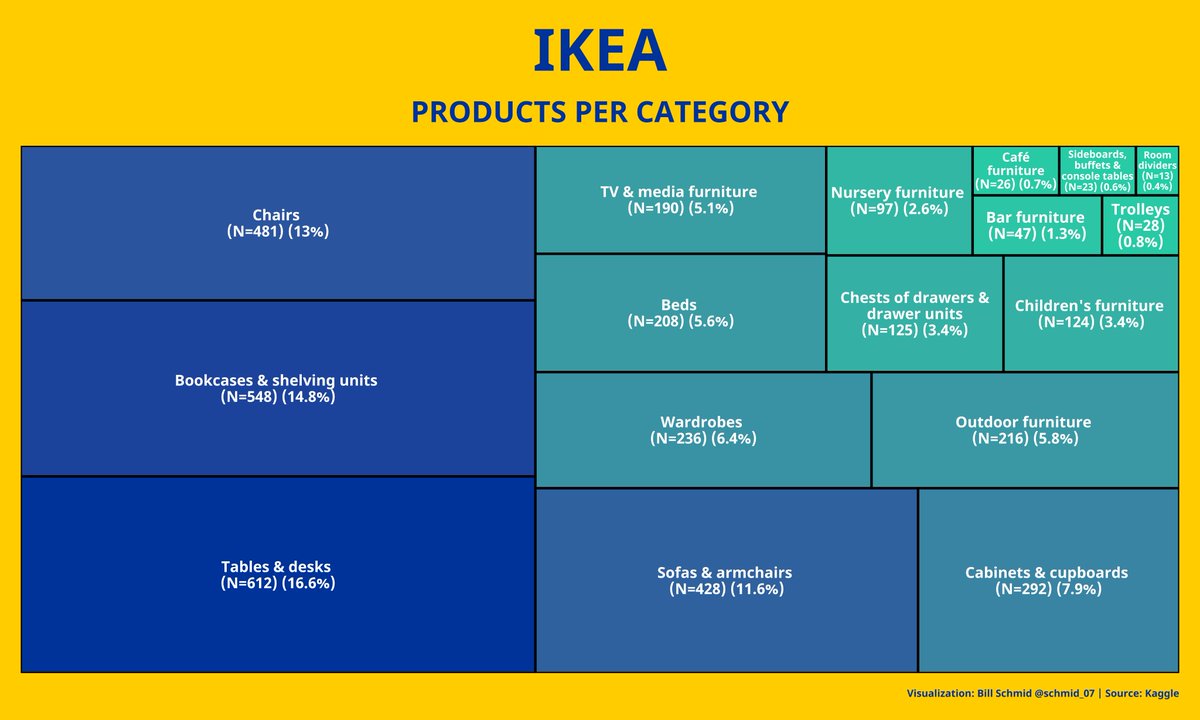 IKEA
PRODUCTS PER CATEGORY
Chairs
(N=481) (13%)
Bookcases & shelving units
(N=548) (14.8%)
Tables & desks
(N=612) (16.6%)
TV & media furniture
(N=190) (5.1%)
Beds
(N=208) (5.6%)
Wardrobes
(N=236) (6.4%)
Sofas & armchairs
(N=428) (11.6%)
Nursery furniture
(N=97) (2.6%)
Café
furniture
(N=26) (0.7%)
Sideboards,
buffets &
console tables
(N=23) (0.6%)
Room
dividers
(N=13)
(0.4%)
Bar furniture
(N=47) (1.3%)
Trolleys
(N=28)
(0.8%)
Chests of drawers &
drawer units
(N=125) (3.4%)
Children's furniture
(N=124) (3.4%)
Outdoor furniture
(N=216) (5.8%)
Cabinets & cupboards
(N=292) (7.9%)
Visualization: Bill Schmid @schmid_07 | Source: Kaggle